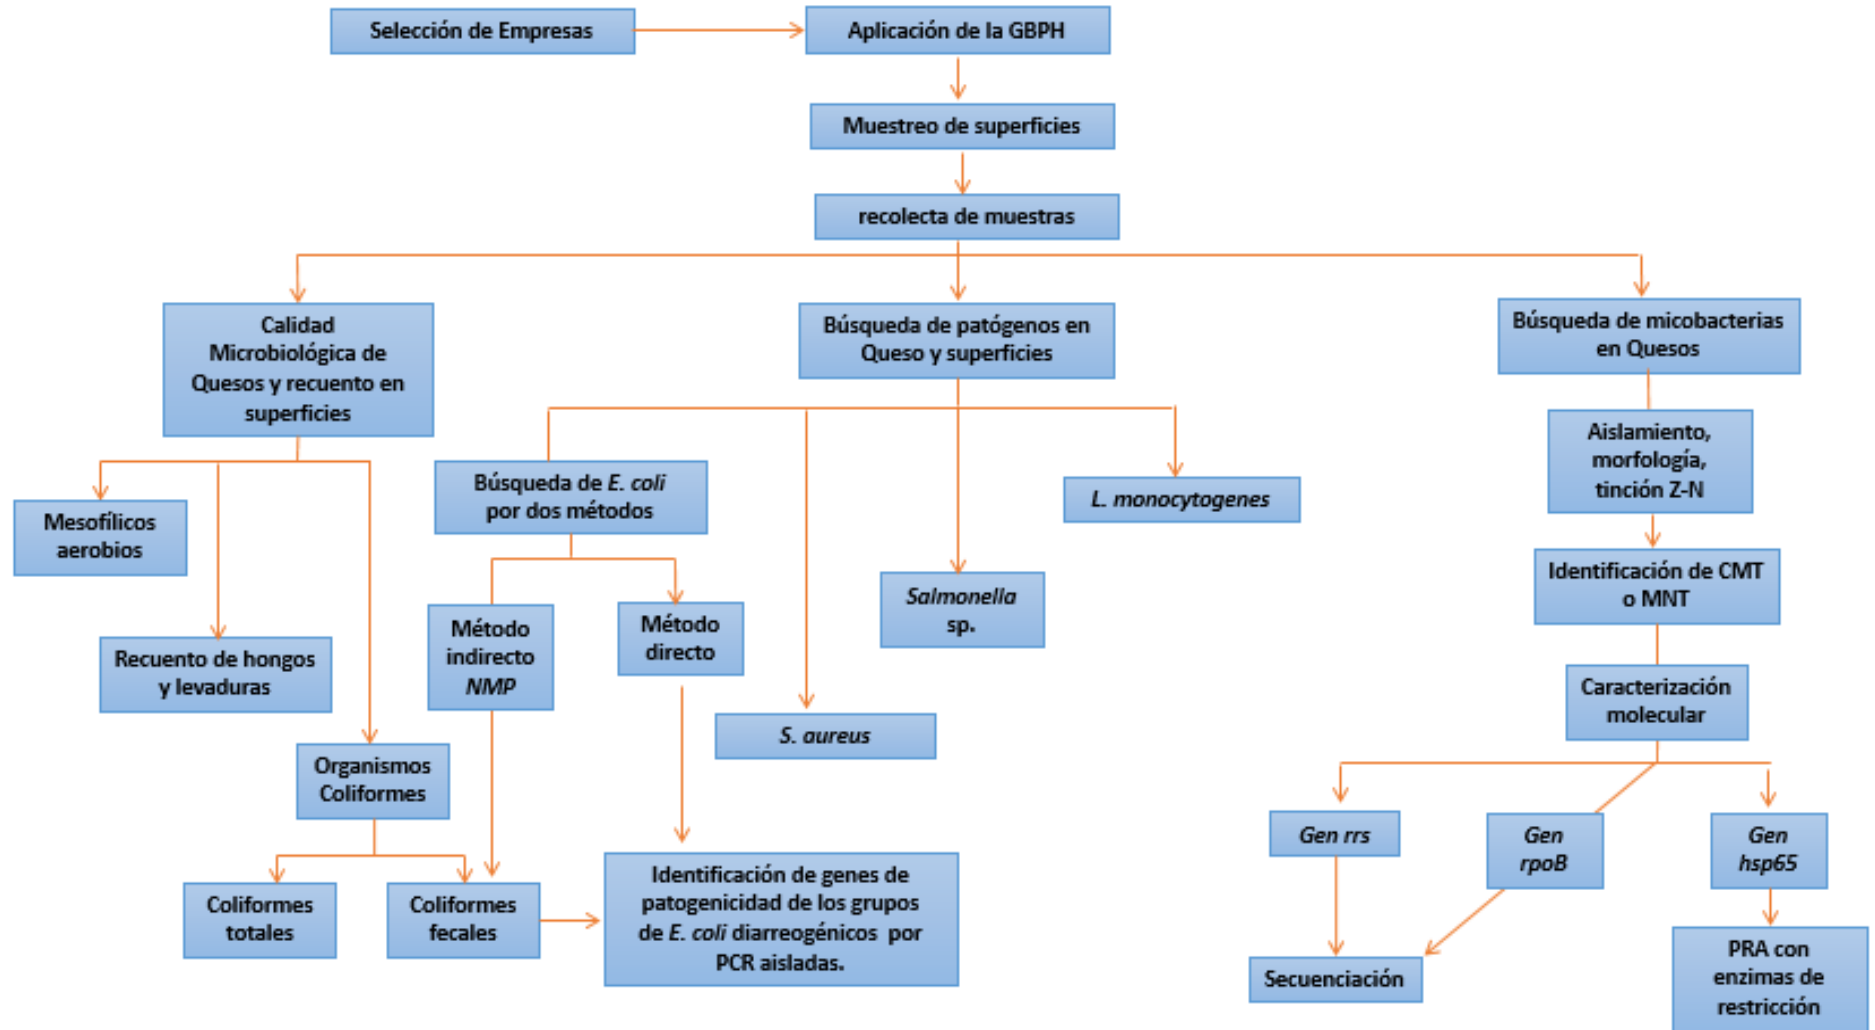 Selección de Empresas
Aplicación de la GBPH
Muestreo de superficies
recolecta de muestras
Calidad
Microbiológica de
Quesos y recuento en
superficies
Búsqueda de patógenos en
Queso y superficies
Búsqueda de micobacterias
en Quesos
Mesofílicos
aerobios
Recuento de hongos
y levaduras
Organismos
Coliformes
Coliformes
totales
Coliformes
fecales
Búsqueda de E. coli
por dos métodos
Método
indirecto
NMP
Método
directo
Identificación de genes de
patogenicidad de los grupos
de E. coli diarreogénicos por
PCR aisladas.
S. aureus
Salmonella
sp.
L. monocytogenes
Aislamiento,
morfología,
tinción Z-N
Identificación de CMT
o MNT
Caracterización
molecular
Gen rrs
Gen
rpoB
Gen
hsp65
Secuenciación
PRA con
enzimas de
restricción